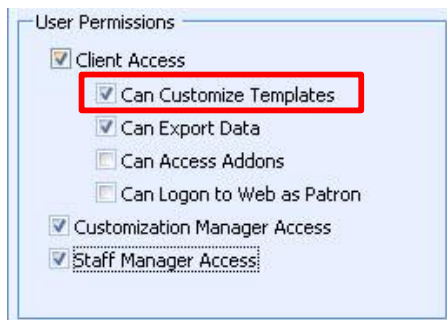 User Permissions
Client Access
Can Customize Templates
Can Export Data
Can Access Addons
Can Logon to Web as Patron
Customization Manager Access
Staff Manager Access